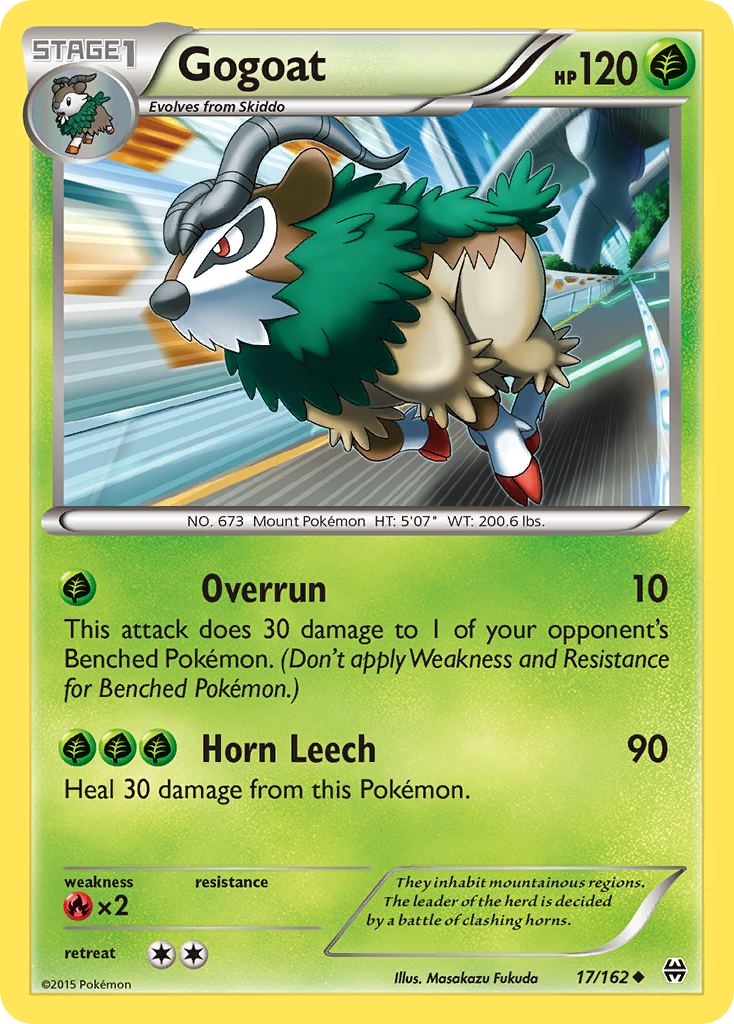 STAGE1
Gogoat
HP120
Evolves from Skiddo
NO. 673 Mount Pokémon HT: 5'07" WT: 200.6 lbs.
Overrun 10
This attack does 30 damage to 1 of your opponent's
Benched Pokémon. (Don't apply Weakness and Resistance
for Benched Pokémon.)
Horn Leech 90
Heal 30 damage from this Pokémon.
weakness resistance
×2
They inhabit mountainous regions.
The leader of the herd is decided
by a battle of clashing horns.
retreat
©2015 Pokémon
Illus. Masakazu Fukuda 17/162